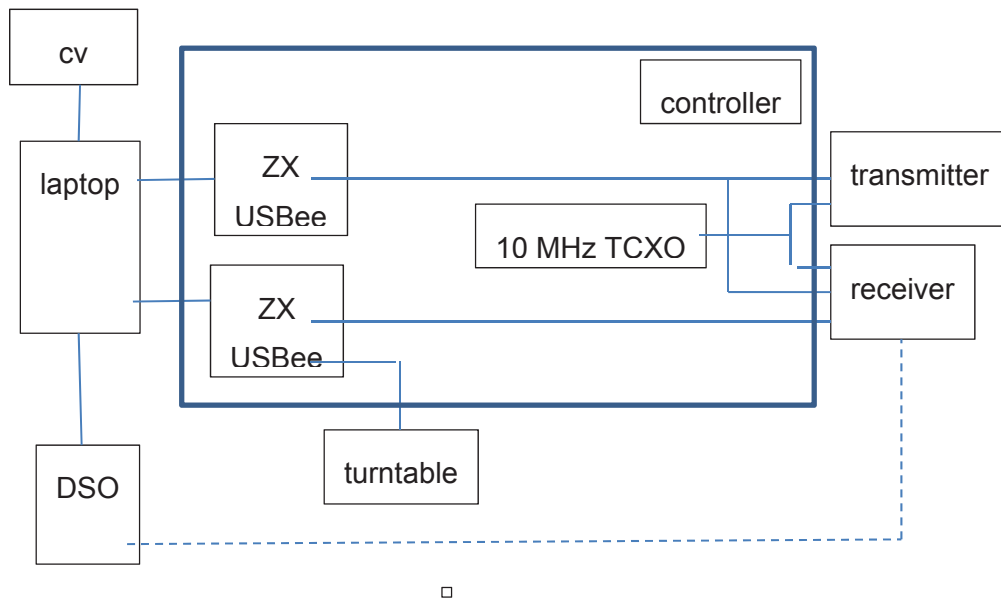 cv
controller
laptop
ZX
USBee
transmitter
10 MHz TCXO
receiver
ZX
USBee
turntable
DSO